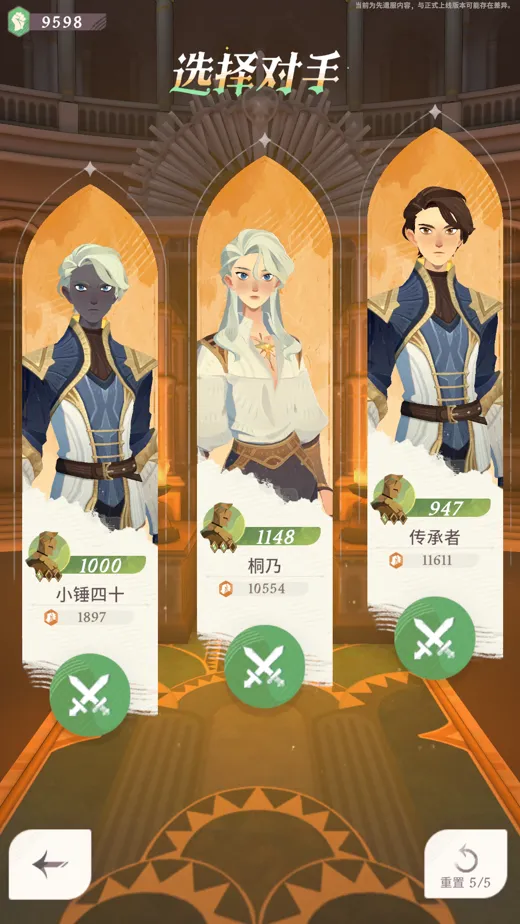 9598
当前为先遣服内容，与正式上线版本可能存在差异。
选择对手
1000
小锤四十
1897
1148
桐乃
10554
947
传承者
11611
重置 5/5